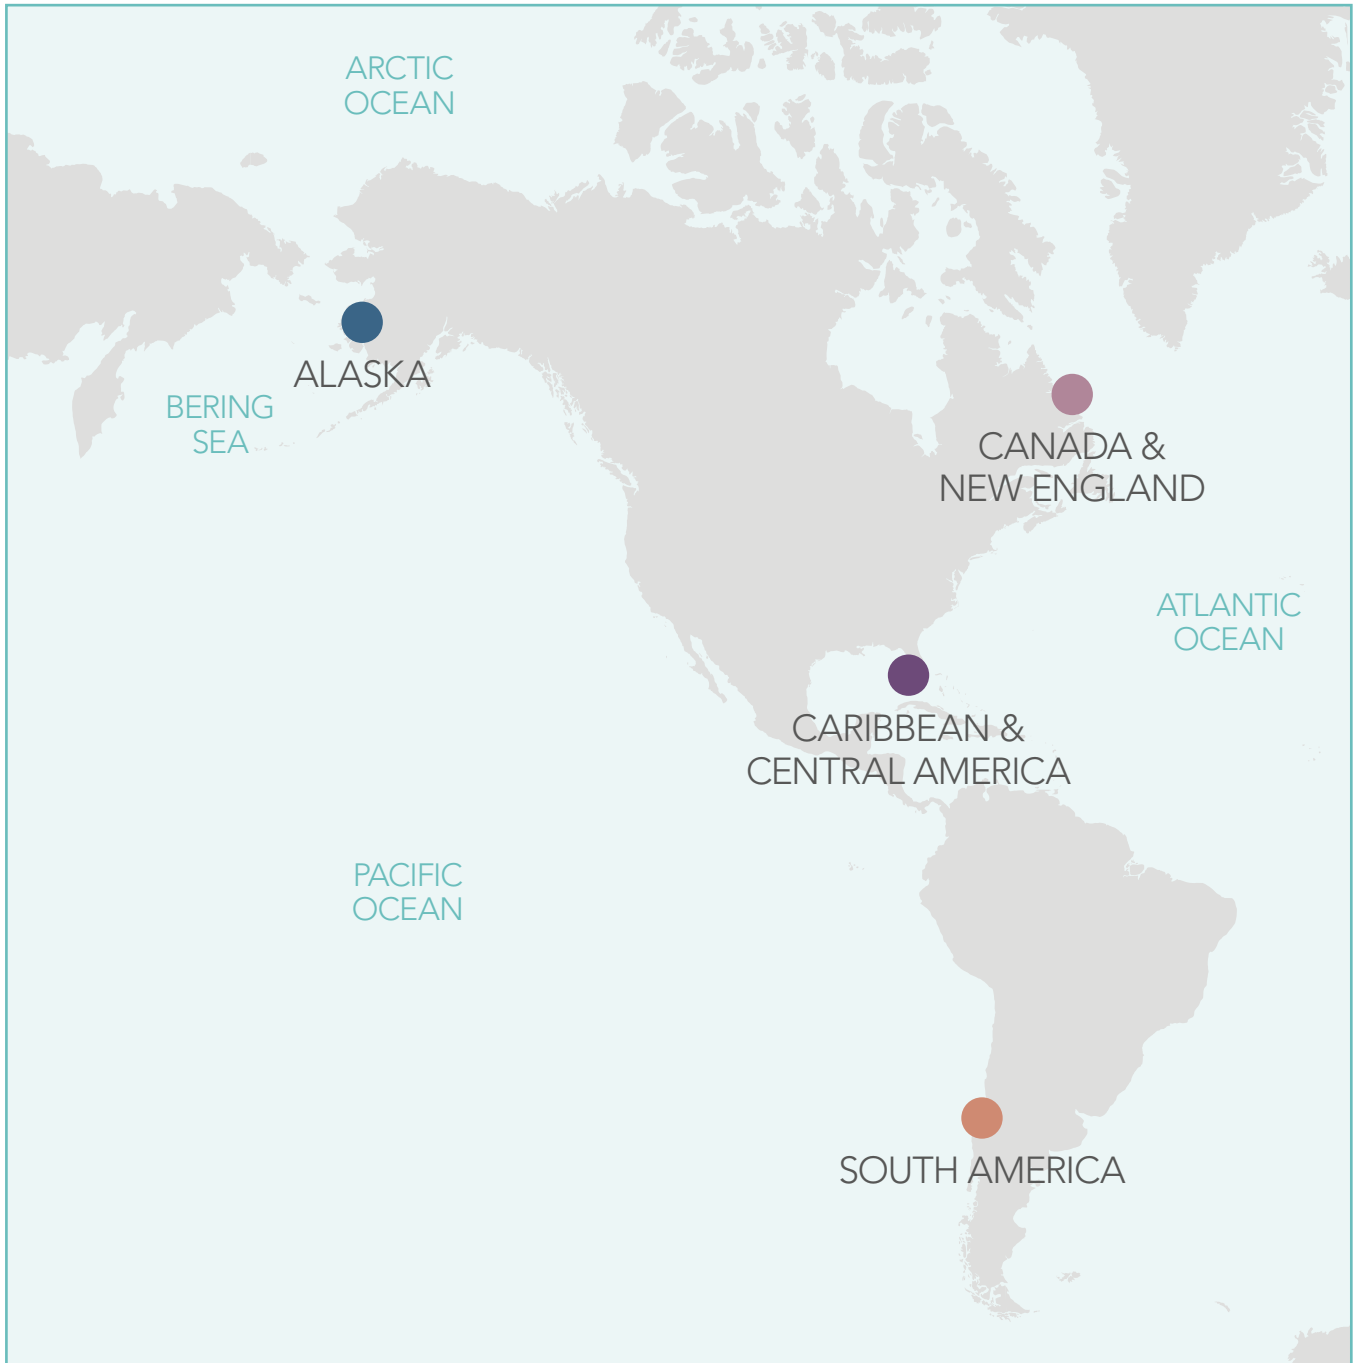 ARCTIC
OCEAN
ALASKA
BERING
SEA
CANADA &
NEW ENGLAND
ATLANTIC
OCEAN
CARIBBEAN &
CENTRAL AMERICA
PACIFIC
OCEAN
SOUTH AMERICA